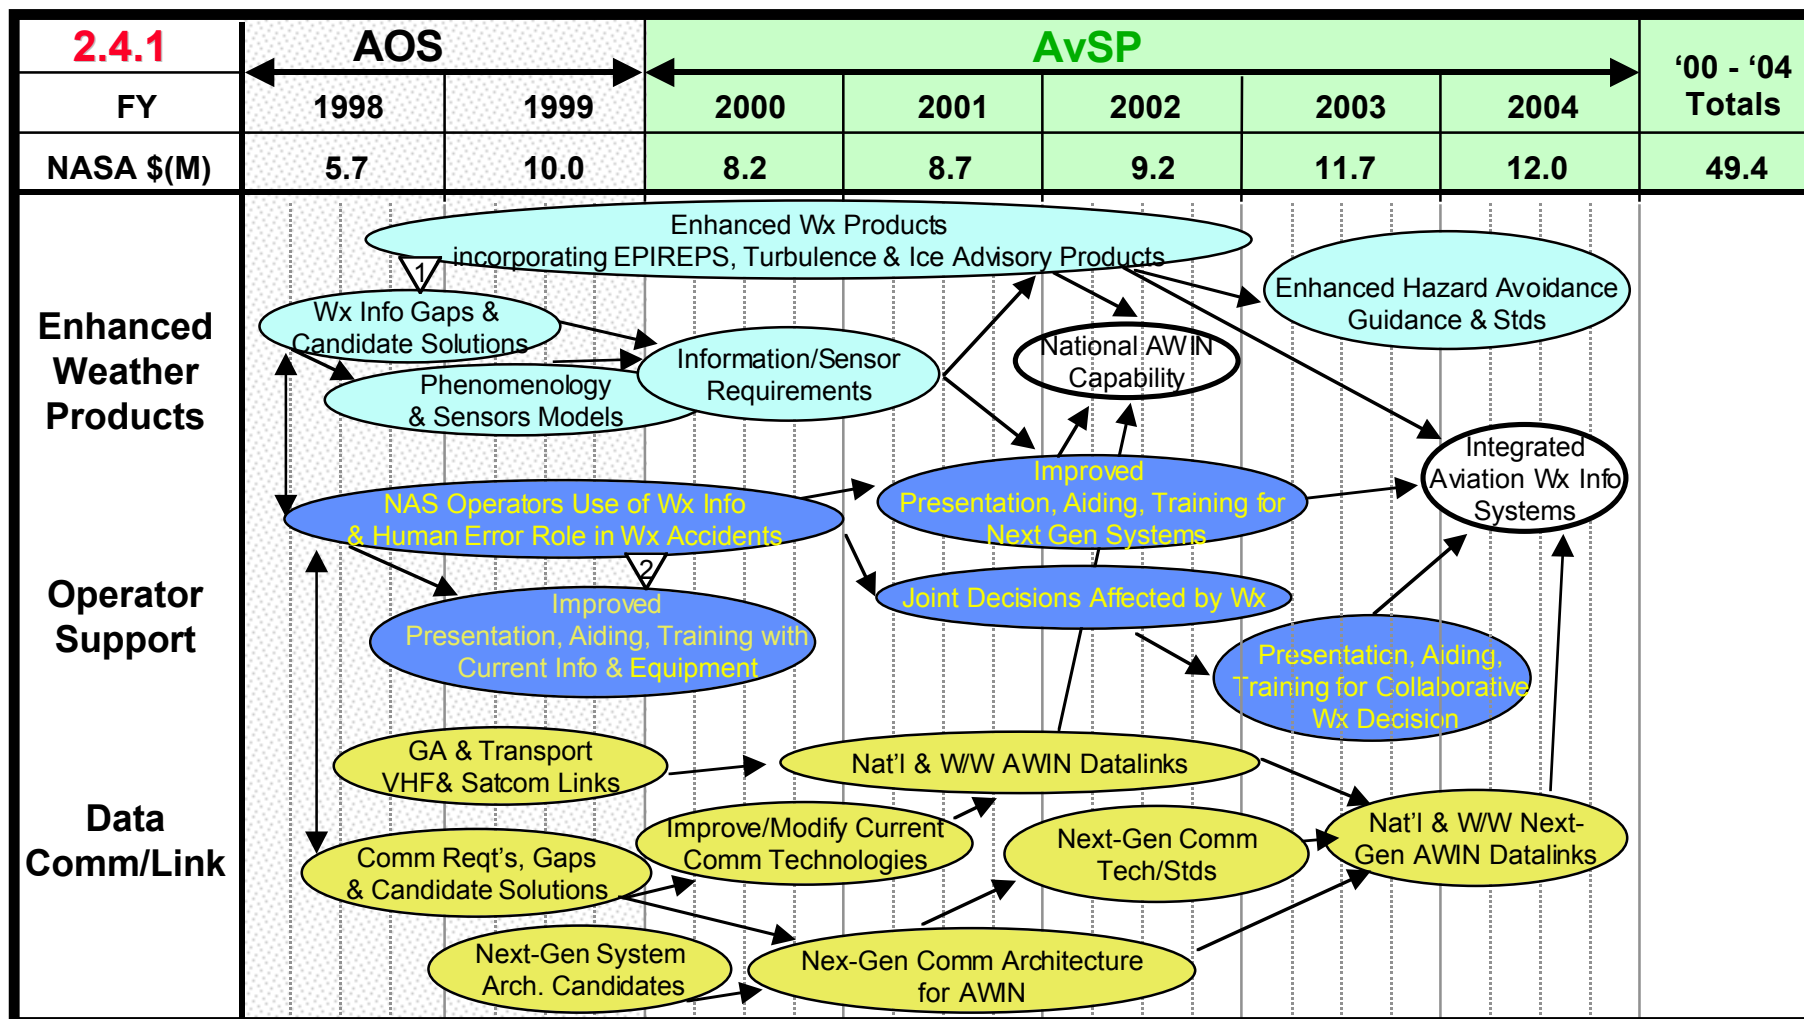 2.4.1
AOS
AvSP
'00 - '04
Totals
FY
1998
1999
2000
2001
2002
2003
2004
NASA $(M)
5.7
10.0
8.2
8.7
9.2
11.7
12.0
49.4
Enhanced
Weather
Products
Enhanced Wx Products
incorporating EPIREPS, Turbulence & Ice Advisory Products
1
Wx Info Gaps &
Candidate Solutions
Phenomenology
& Sensors Models
Information/Sensor
Requirements
National AWIN
Capability
Enhanced Hazard Avoidance
Guidance & Stds
Integrated
Aviation Wx Info
Systems
Operator
Support
NAS Operators Use of Wx Info
& Human Error Role in Wx Accidents
2
Improved
Presentation, Aiding, Training with
Current Info & Equipment
Improved
Presentation, Aiding, Training for
Next Gen Systems
Joint Decisions Affected by Wx
Presentation, Aiding,
Training for Collaborative
Wx Decision
Data
Comm/Link
GA & Transport
VHF& Satcom Links
Nat'l & W/W AWIN Datalinks
Improve/Modify Current
Comm Technologies
Next-Gen Comm
Tech/Stds
Nat'l & W/W Next-
Gen AWIN Datalinks
Comm Reqt's, Gaps
& Candidate Solutions
Next-Gen System
Arch. Candidates
Nex-Gen Comm Architecture
for AWIN